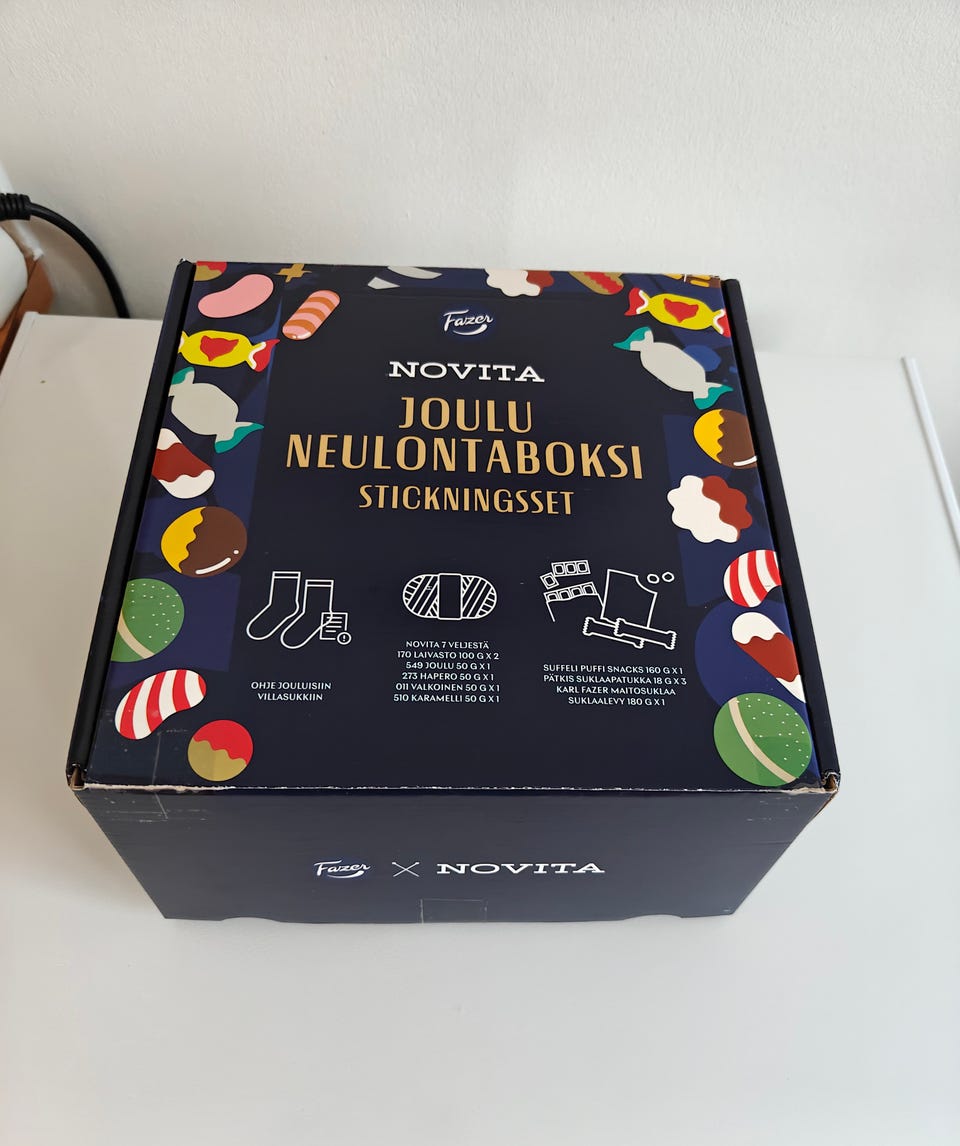 Fazer
NOVITA
JOULU
NEULONTABOKSI
STICKNINGSSET
OHJE JOULUISIIN
VILLASUKKIIN
NOVITA 7 VELJESTÄ
170 LAIVASTO 100 G X 2
549 JOULU 50 G X 1
273 HAPERO 50 G X 1
011 VALKOINEN 50 G X 1
510 KARAMELLI 50 G X 1
SUFFELI PUFFI SNACKS 160 G X 1
PÄTKIS SUKLAAPATUKKA 18 G X 3
KARL FAZER MAITOSUKLAA
SUKLAALEVY 180 G X 1
Fazer X NOVITA